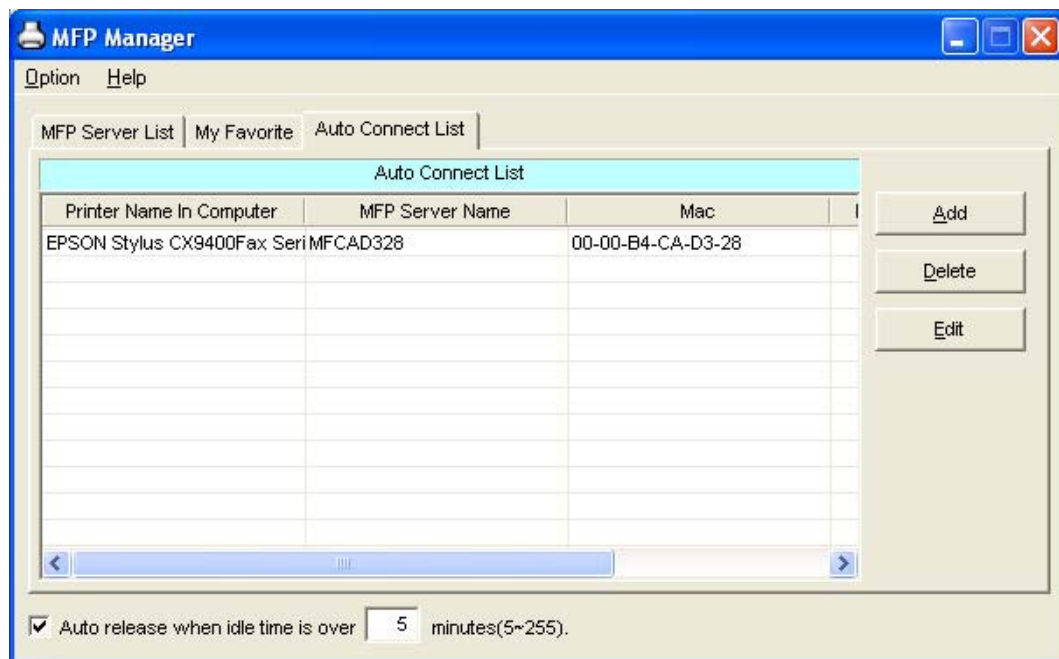 MFP Manager
Option Help
MFP Server List My Favorite Auto Connect List
Auto Connect List
Printer Name In Computer MFP Server Name Mac
EPSON Stylus CX9400Fax Seri MFCAD328 00-00-B4-CA-D3-28
Add
Delete
Edit
Auto release when idle time is over 5 minutes(5~255).